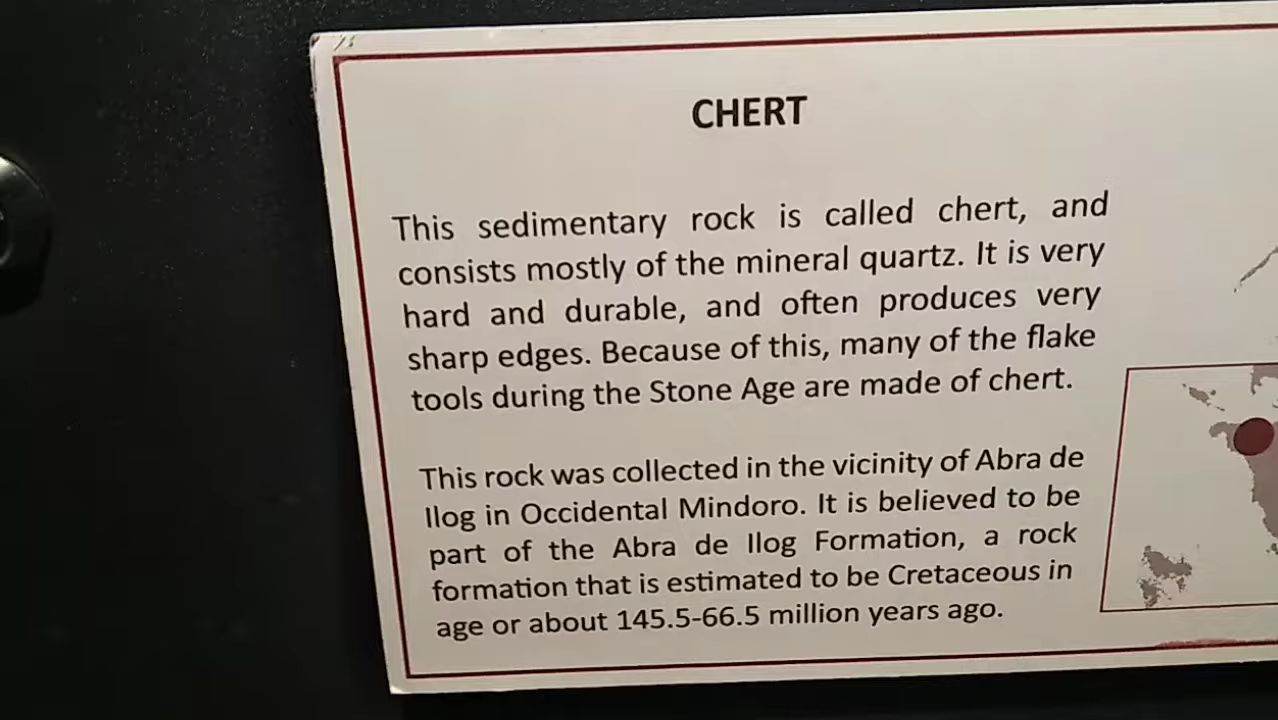 CHERT
This sedimentary rock is called chert, and
consists mostly of the mineral quartz. It is very
hard and durable, and often produces very
sharp edges. Because of this, many of the flake
tools during the Stone Age are made of chert.
This rock was collected in the vicinity of Abra de
Ilog in Occidental Mindoro. It is believed to be
part of the Abra de Ilog Formation, a rock
formation that is estimated to be Cretaceous in
age or about 145.5-66.5 million years ago.